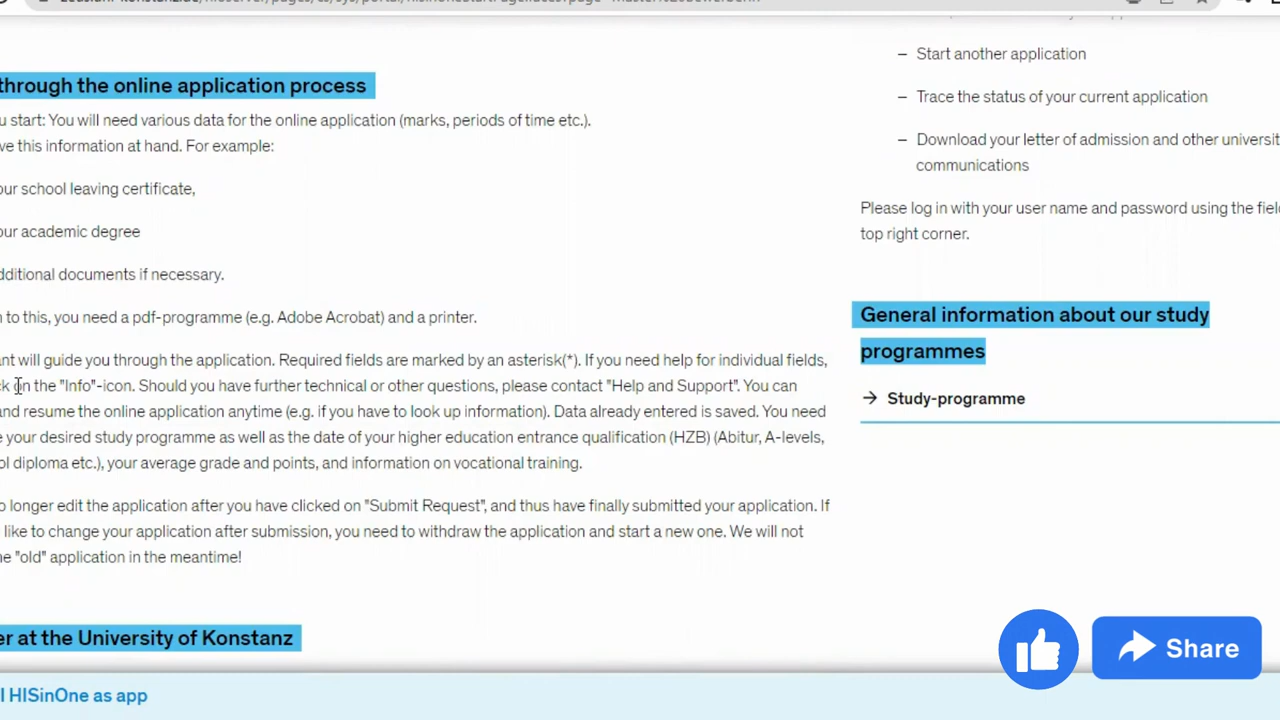 through the online application process
u start: You will need various data for the online application (marks, periods of time etc.).
ve this information at hand. For example:
our school leaving certificate,
our academic degree
dditional documents if necessary.
n to this, you need a pdf-programme (e.g. Adobe Acrobat) and a printer.
nt will guide you through the application. Required fields are marked by an asterisk(*). If you need help for individual fields,
ck in the "Info"-icon. Should you have further technical or other questions, please contact "Help and Support". You can
and resume the online application anytime (e.g. if you have to look up information). Data already entered is saved. You need
e your desired study programme as well as the date of your higher education entrance qualification (HZB) (Abitur, A-levels,
ol diploma etc.), your average grade and points, and information on vocational training.
o longer edit the application after you have clicked on "Submit Request", and thus have finally submitted your application. If
like to change your application after submission, you need to withdraw the application and start a new one. We will not
he "old" application in the meantime!
er at the University of Konstanz
l HISinOne as app
– Start another application
– Trace the status of your current application
– Download your letter of admission and other universit
communications
Please log in with your user name and password using the fiel
top right corner.
General information about our study
programmes
→ Study-programme
Share